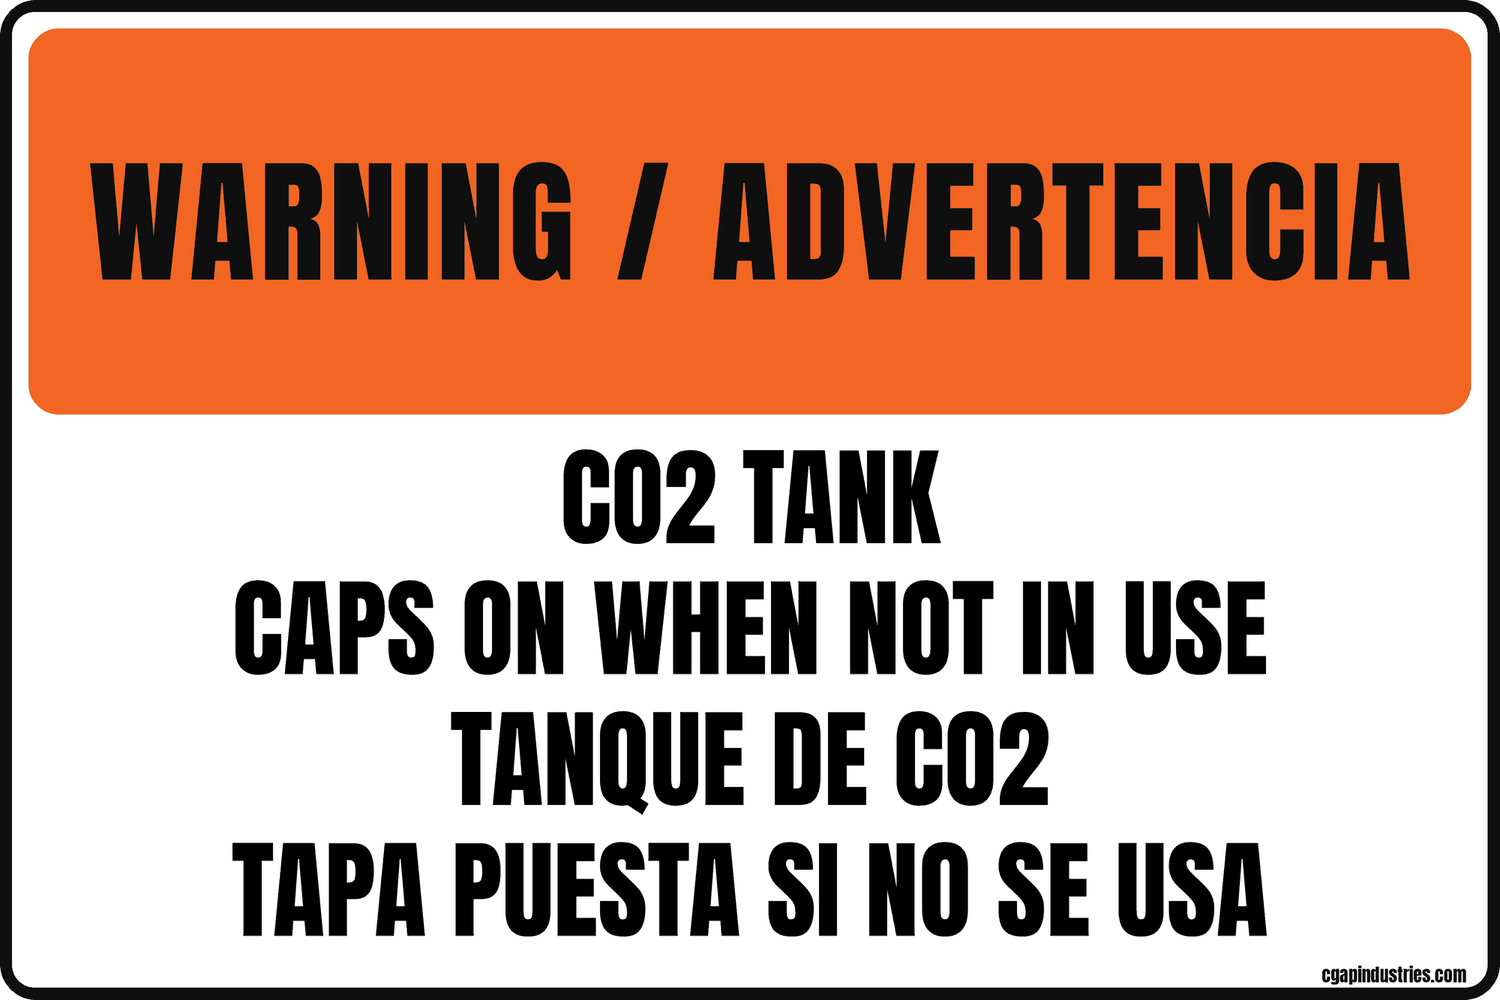 WARNING / ADVERTENCIA
CO2 TANK
CAPS ON WHEN NOT IN USE
TANQUE DE CO2
TAPA PUESTA SI NO SE USA
cgapindustries.com